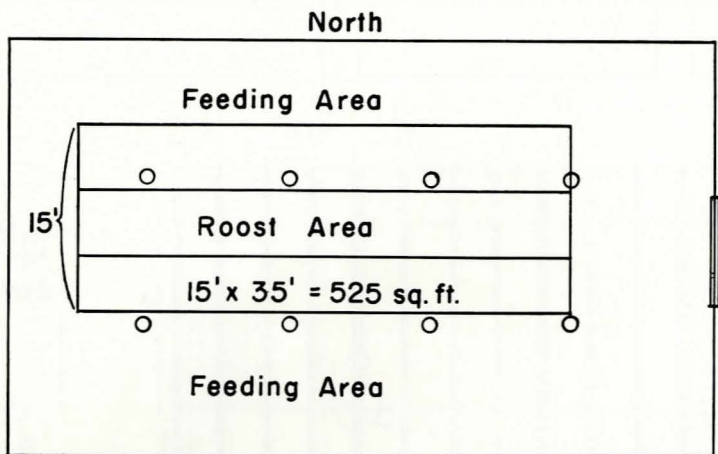 North
Feeding Area
15'
Roost Area
15' x 35' = 525 sq. ft.
Feeding Area